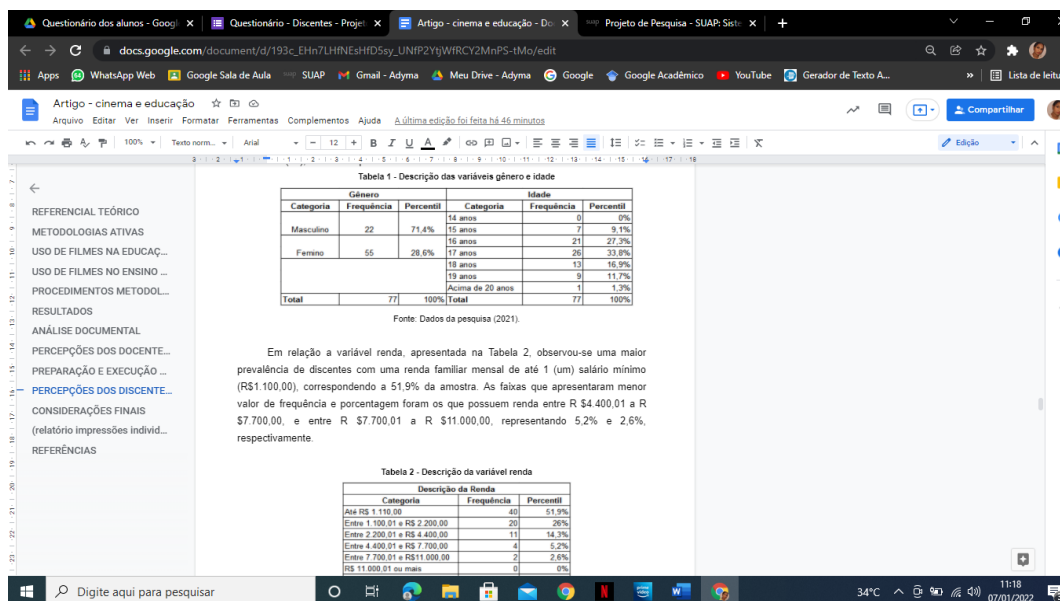 Questionário dos alunos - Googl
Questionário - Discentes - Projet
Artigo - cinema e educação - Do
Projeto de Pesquisa - SUAP: Siste
docs.google.com/document/d/193c_EHn7LHfNEsHfD5sy_UNfP2YtjWfRCY2MnPS-tMo/edit
Apps WhatsApp Web Google Sala de Aula SUAP Gmail - Adyma Meu Drive - Adyma Google Google Acadêmico YouTube Gerador de Texto A... » Lista de leitu
Artigo - cinema e educação
Arquivo Editar Ver Inserir Formatar Ferramentas Complementos Ajuda A última edição foi feita há 46 minutos
Compartilhar
100% Texto norm... Arial 12 B I U A Edição
REFERENCIAL TEÓRICO
METODOLOGIAS ATIVAS
USO DE FILMES NA EDUCAÇ...
USO DE FILMES NO ENSINO ...
PROCEDIMENTOS METODOL...
RESULTADOS
ANÁLISE DOCUMENTAL
PERCEPÇÕES DOS DOCENTE...
PREPARAÇÃO E EXECUÇÃO ...
PERCEPÇÕES DOS DISCENTE...
CONSIDERAÇÕES FINAIS
(relatório impressões individ...
REFERÊNCIAS
Tabela 1 - Descrição das variáveis gênero e idade
Gênero Idade
Categoria Frequência Percentil Categoria Frequência Percentil
14 anos 0 0%
Masculino 22 71,4% 15 anos 7 9,1%
16 anos 21 27,3%
Femino 55 28,6% 17 anos 26 33,8%
18 anos 13 16,9%
19 anos 9 11,7%
Acima de 20 anos 1 1,3%
Total 77 100% Total 77 100%
Fonte: Dados da pesquisa (2021).
Em relação a variável renda, apresentada na Tabela 2, observou-se uma maior
prevalência de discentes com uma renda familiar mensal de até 1 (um) salário mínimo
(R$1.100,00), correspondendo a 51,9% da amostra. As faixas que apresentaram menor
valor de frequência e porcentagem foram os que possuem renda entre R $4.400,01 a R
$7.700,00, e entre R $7.700,01 a R $11.000,00, representando 5,2% e 2,6%,
respectivamente.
Tabela 2 - Descrição da variável renda
Descrição da Renda
Categoria Frequência Percentil
Até R$ 1.110,00 40 51,9%
Entre 1.100,01 e R$ 2.200,00 20 26%
Entre 2.200,01 e R$ 4.400,00 11 14,3%
Entre 4.400,01 e R$ 7.700,00 4 5,2%
Entre 7.700,01 e R$11.000,00 2 2,6%
R$ 11.000,01 ou mais 0 0%
Digite aqui para pesquisar
34°C
11:18
07/01/2022